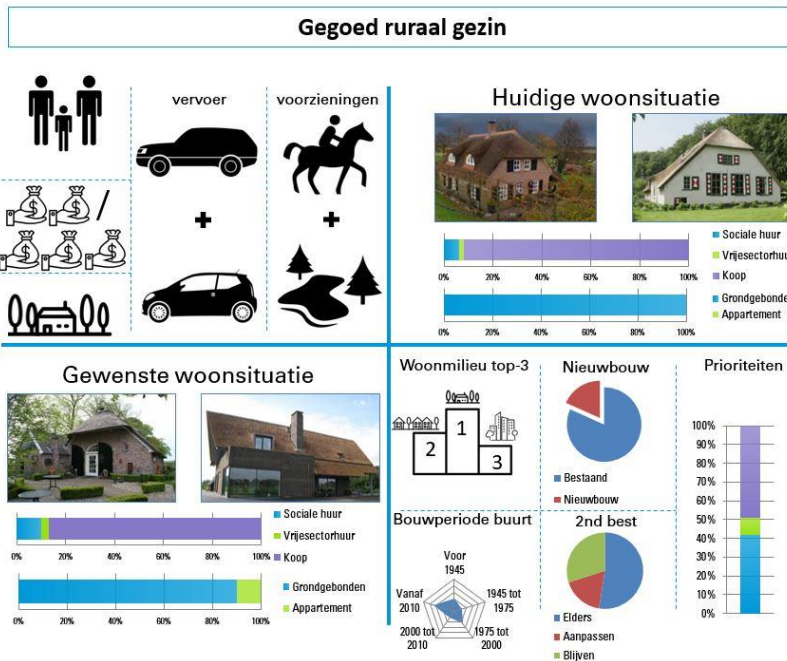 Gegoed ruraal gezin
vervoer
voorzieningen
$ $ /
$ $ $
+
+
Huidige woonsituatie
Sociale huur
Vrijesectorhuu
Koop
0% 20% 40% 60% 80% 100%
Grondgebonde
Appartement
0% 20% 40% 60% 80% 100%
Gewenste woonsituatie
Sociale huur
Vrijesectorhuur
Koop
0% 20% 40% 60% 80% 100%
Grondgebonden
Appartement
0% 20% 40% 60% 80% 100%
Woonmilieu top-3
1
2
3
Nieuwbouw
Bestaand
Nieuwbouw
Bouwperiode buurt
Voor
1945
1945 tot
1975
1975 tot
2000
2000 tot
2010
Vanaf
2010
2nd best
Elders
Aanpassen
Blijven
Prioriteiten
100%
90%
80%
70%
60%
50%
40%
30%
20%
10%
0%